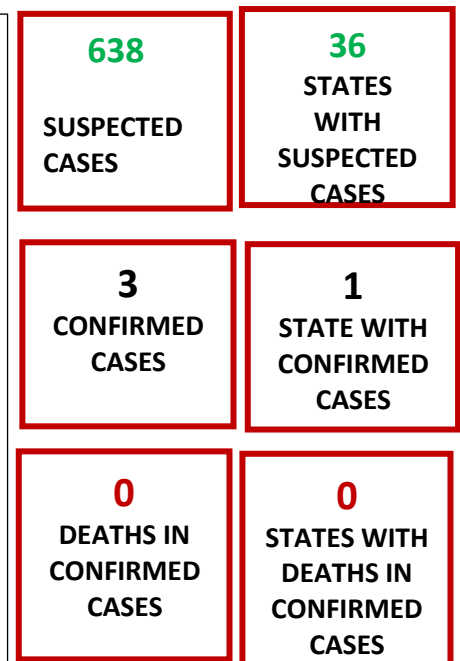 638
SUSPECTED
CASES
36
STATES
WITH
SUSPECTED
CASES
3
CONFIRMED
CASES
1
STATE WITH
CONFIRMED
CASES
0
DEATHS IN
CONFIRMED
CASES
0
STATES WITH
DEATHS IN
CONFIRMED
CASES